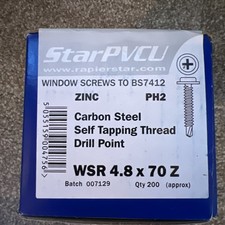 StarPVCU
www.rapierstar.com
WINDOW SCREWS TO BS7412
ZINC PH2
Carbon Steel
Self Tapping Thread
Drill Point
WSR 4.8 x 70 Z
Batch 007129 Qty 200 (approx)
5055159004756